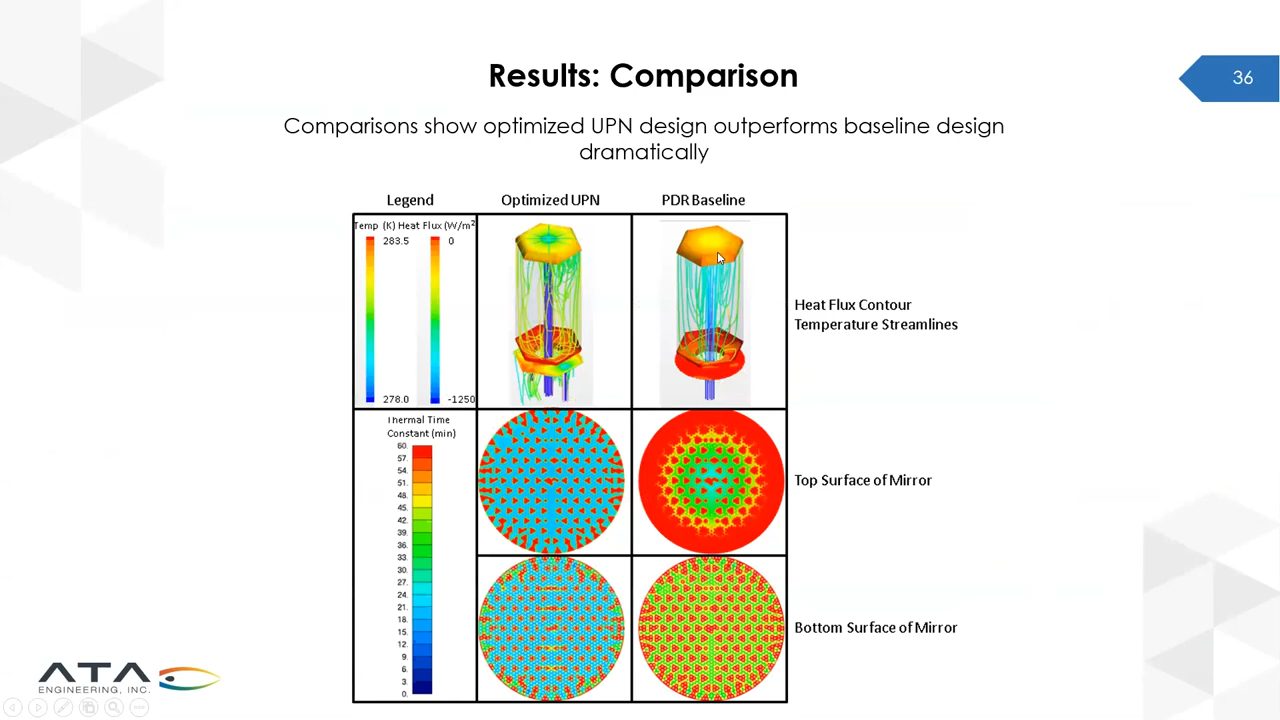 Results: Comparison
36
Comparisons show optimized UPN design outperforms baseline design
dramatically
Legend
Optimized UPN
PDR Baseline
Temp (K) Heat Flux (W/m²
283.5
0
278.0
-1250
Heat Flux Contour
Temperature Streamlines
Thermal Time
Constant (min)
60.
57.
54.
51.
48.
45.
42.
39.
36.
33.
30.
27.
24.
21.
18.
15.
12.
9.
6.
3.
0.
Top Surface of Mirror
Bottom Surface of Mirror
ATA
ENGINEERING, INC.